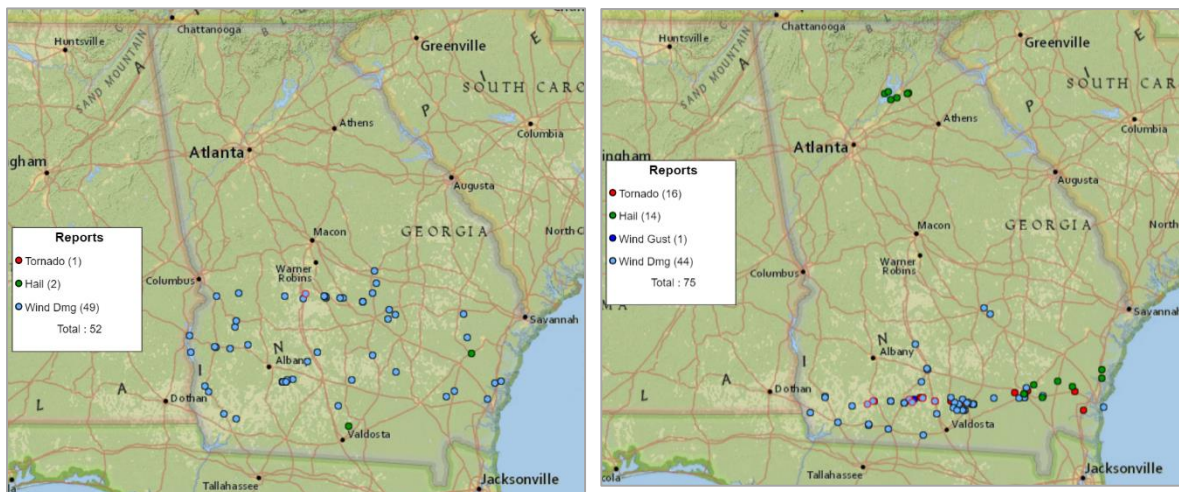 Chattanooga
Huntsville
Greenville
SAND MOUNTAIN
A
P
E
I
SOUTH CAR
Columbia
Athens
Atlanta
ngham
Augusta
GEORGIA
North C
Macon
Warner
Robins
Columbus
Savannah
Albany
N
I
A
L
Dothan
Valdosta
Tallahassee
Jacksonville
Reports
Tornado (1)
Hail (2)
Wind Dmg (49)
Total : 52
Chattanooga
Huntsville
Greenville
SAND MOUNTAIN
A
P
E
I
SOUTH CARO
Columbia
Athens
Atlanta
ingham
Augusta
GEORGIA
North Ch
Macon
Warner
Robins
Columbus
Savannah
M A
Albany
N
I
A
L
Dothan
Valdosta
Tallahassee
Jacksonville
cola
Reports
Tornado (16)
Hail (14)
Wind Gust (1)
Wind Dmg (44)
Total : 75